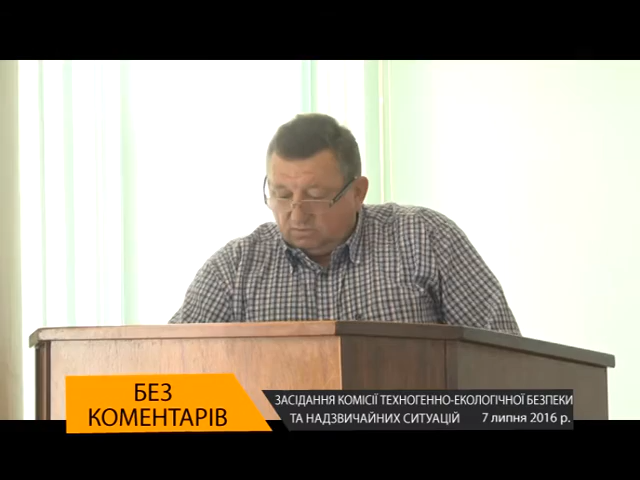 БЕЗ
КОМЕНТАРІВ
ЗАСІДАННЯ КОМІСІЇ ТЕХНОГЕННО-ЕКОЛОГІЧНОЇ БЕЗПЕКИ
ТА НАДЗВИЧАЙНИХ СИТУАЦІЙ 7 липня 2016 р.